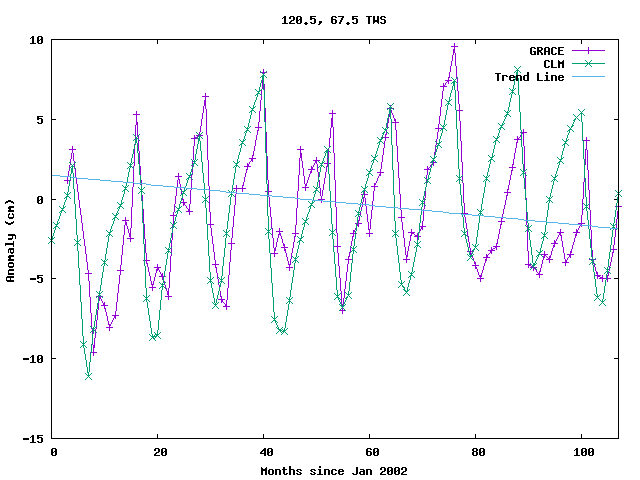 120.5, 67.5 TWS
GRACE
CLM
Trend Line
10
5
0
-5
-10
-15
Anomaly (cm)
0 20 40 60 80 100
Months since Jan 2002